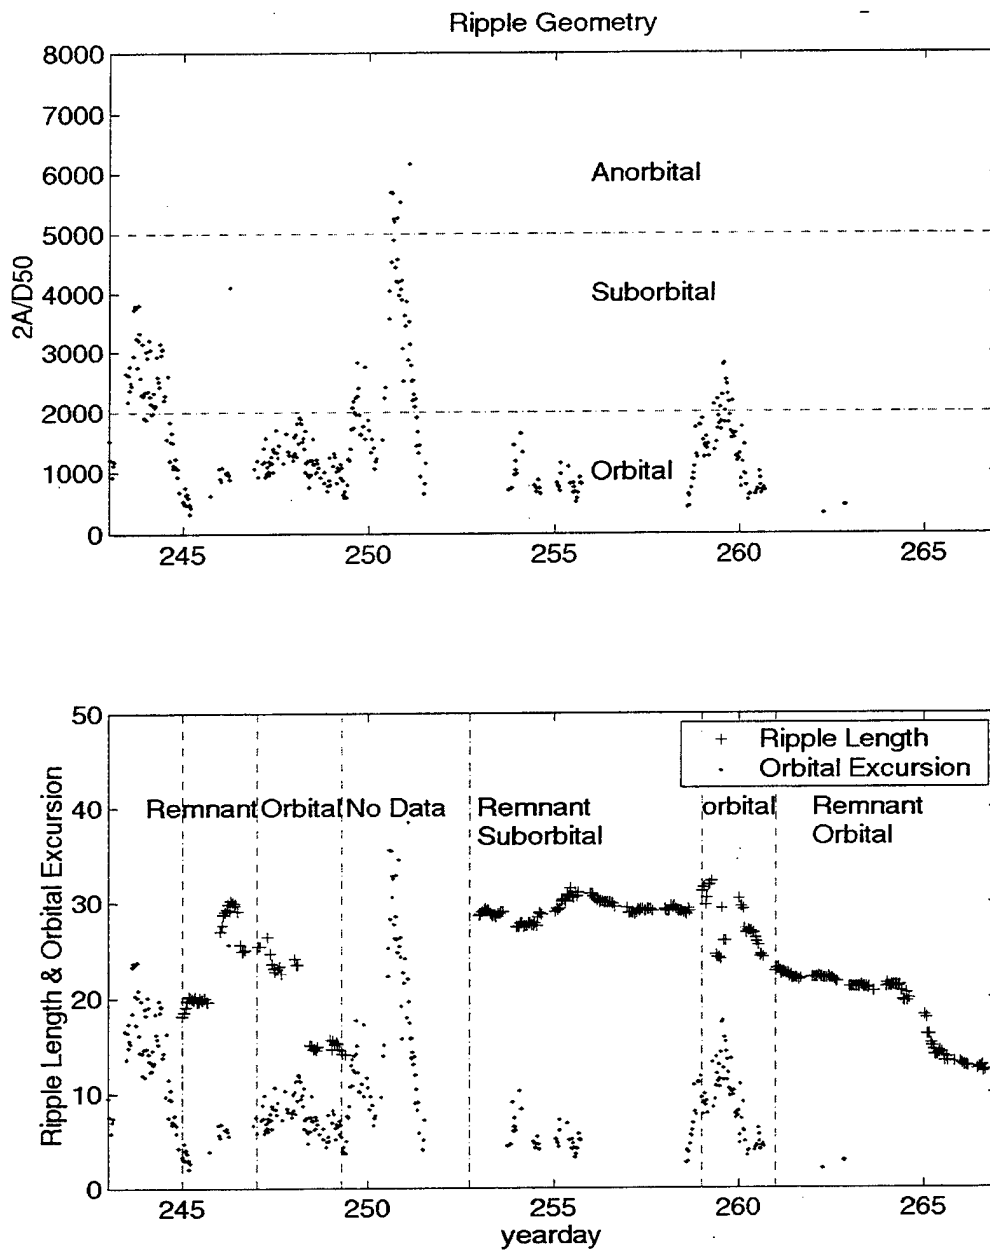 Ripple Geometry
8000
7000
6000
5000
4000
3000
2000
1000
0
2A/D50
Anorbital
Suborbital
Orbital
245
250
255
260
265
50
40
30
20
10
0
Ripple Length & Orbital Excursion
+ Ripple Length
· Orbital Excursion
Remnant Orbital No Data Remnant orbital Remnant
Suborbital Orbital
245
250
255
260
265
yearday